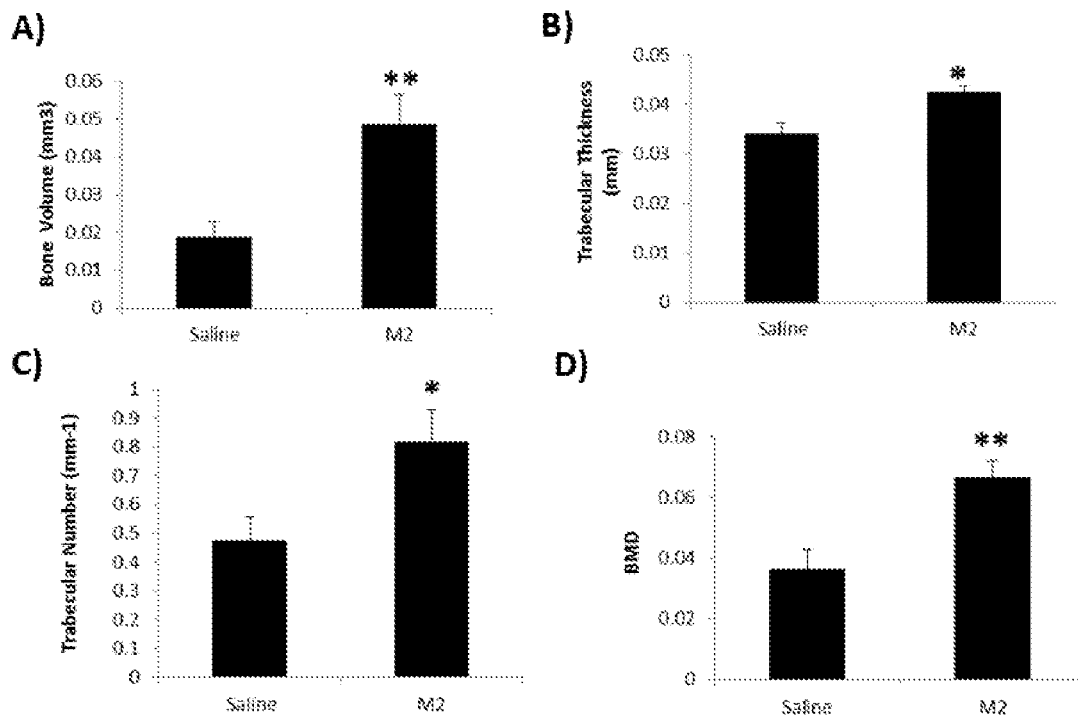 A)
**
Bone Volume (mm3)
0.06
0.05
0.04
0.03
0.02
0.01
0
Saline
M2
B)
*
Trabecular Thickness
(mm)
0.05
0.04
0.03
0.02
0.01
0
Saline
M2
C)
*
Trabecular Number (mm-1)
1
0.9
0.8
0.7
0.6
0.5
0.4
0.3
0.2
0.1
0
Saline
M2
D)
**
BMD
0.08
0.06
0.04
0.02
0
Saline
M2